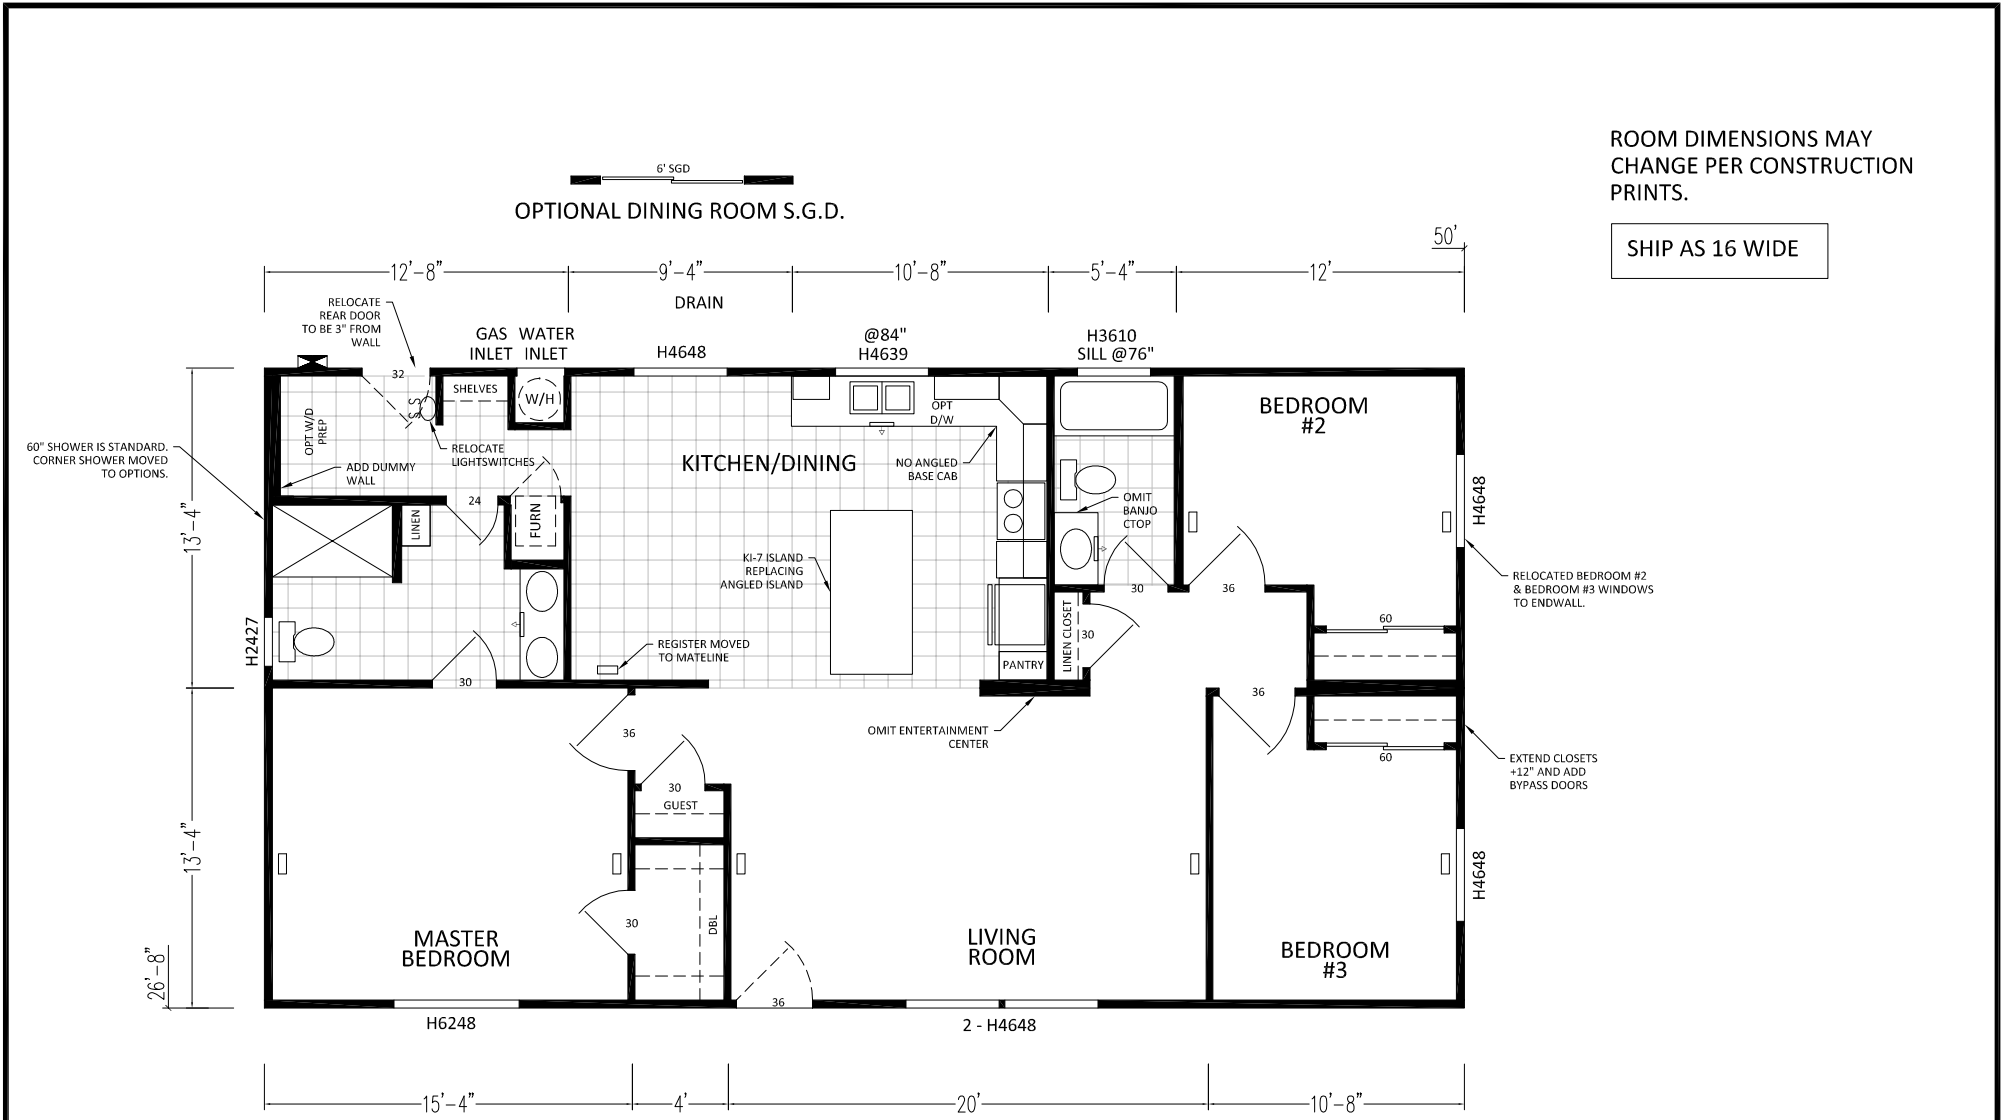 ROOM DIMENSIONS MAY
CHANGE PER CONSTRUCTION
PRINTS.
SHIP AS 16 WIDE
6' SGD
OPTIONAL DINING ROOM S.G.D.
50'
12'-8"
9'-4"
10'-8"
5'-4"
12'
DRAIN
RELOCATE
REAR DOOR
TO BE 3" FROM
WALL
GAS
INLET
WATER
INLET
H4648
@84"
H4639
H3610
SILL @76"
32
SHELVES
W/H
S S
OPT W/D
PREP
OPT
D/W
BEDROOM
#2
60" SHOWER IS STANDARD.
CORNER SHOWER MOVED
TO OPTIONS.
RELOCATE
LIGHTSWITCHES
ADD DUMMY
WALL
KITCHEN/DINING
NO ANGLED
BASE CAB
24
LINEN
FURN
OMIT
BANJO
CTOP
H4648
13'-4"
KI-7 ISLAND
REPLACING
ANGLED ISLAND
30
36
RELOCATED BEDROOM #2
& BEDROOM #3 WINDOWS
TO ENDWALL.
H2427
REGISTER MOVED
TO MATELINE
LINEN CLOSET
30
60
PANTRY
30
36
36
OMIT ENTERTAINMENT
CENTER
60
EXTEND CLOSETS
+12" AND ADD
BYPASS DOORS
30
GUEST
13'-4"
H4648
30
DBL
MASTER
BEDROOM
LIVING
ROOM
BEDROOM
#3
26'-8"
36
H6248
2 - H4648
15'-4"
4'
20'
10'-8"